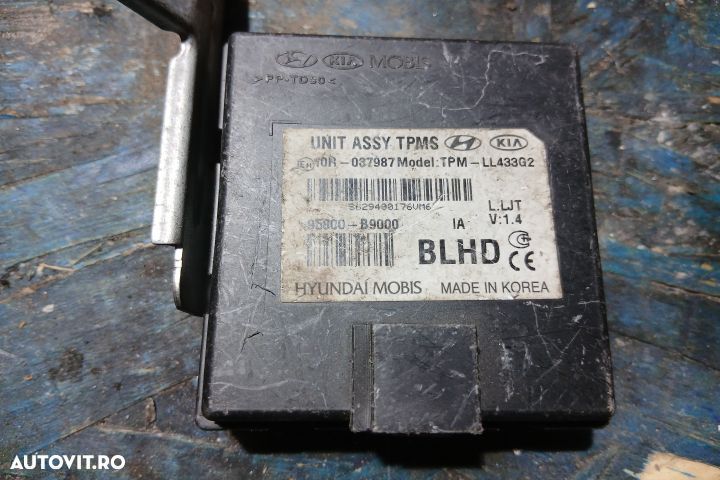 KIA MOBIS
>PP-TD30<
UNIT ASSY TPMS KIA
10R-037987 Model:TPM-LL433G2
S629400176VM6 L.LJT
95800-B9000 IA V:1.4
BLHD CE
HYUNDAI MOBIS MADE IN KOREA
AUTOVIT.RO